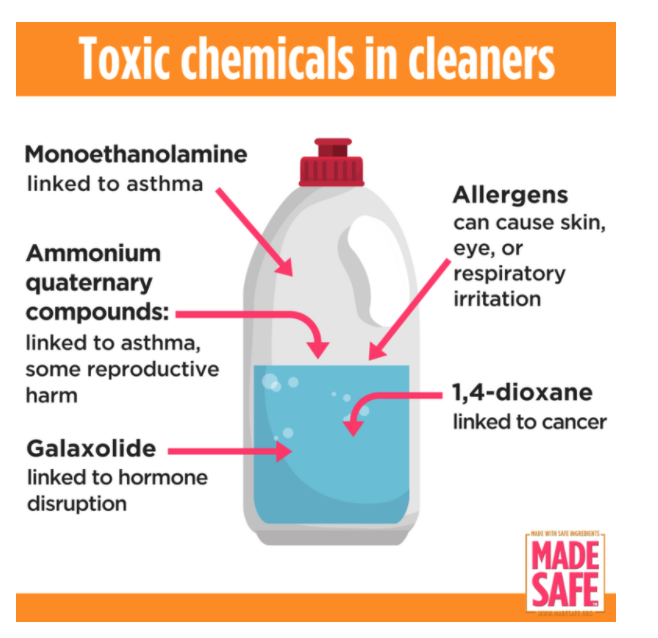 Toxic chemicals in cleaners
Monoethanolamine
linked to asthma
Ammonium
quaternary
compounds:
linked to asthma,
some reproductive
harm
Galaxolide
linked to hormone
disruption
Allergens
can cause skin,
eye, or
respiratory
irritation
1,4-dioxane
linked to cancer
MADE WITH SAFE INGREDIENTS
MADE
SAFE